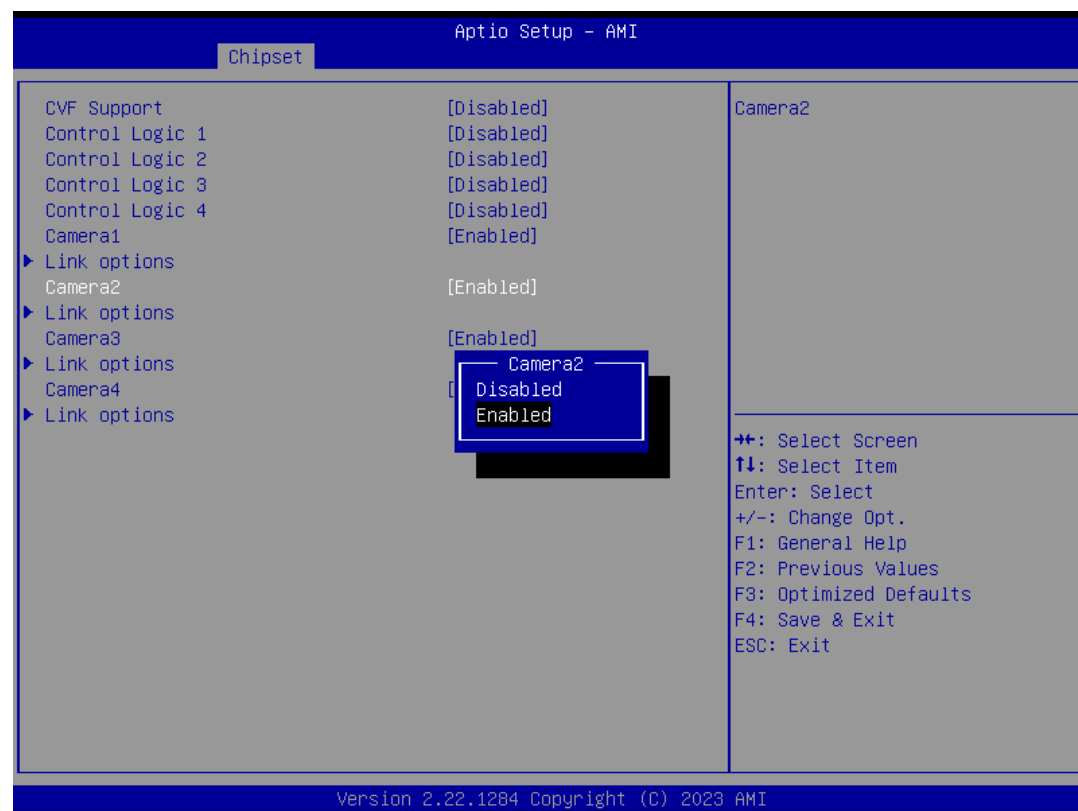 Aptio Setup – AMI
Chipset
CVF Support [Disabled]
Control Logic 1 [Disabled]
Control Logic 2 [Disabled]
Control Logic 3 [Disabled]
Control Logic 4 [Disabled]
Camera1 [Enabled]
Link options
Camera2 [Enabled]
Link options
Camera3 [Enabled]
Link options
Camera4 [
Link options
Camera2
Disabled
Enabled
Camera2
→←: Select Screen
↑↓: Select Item
Enter: Select
+/-: Change Opt.
F1: General Help
F2: Previous Values
F3: Optimized Defaults
F4: Save & Exit
ESC: Exit
Version 2.22.1284 Copyright (C) 2023 AMI